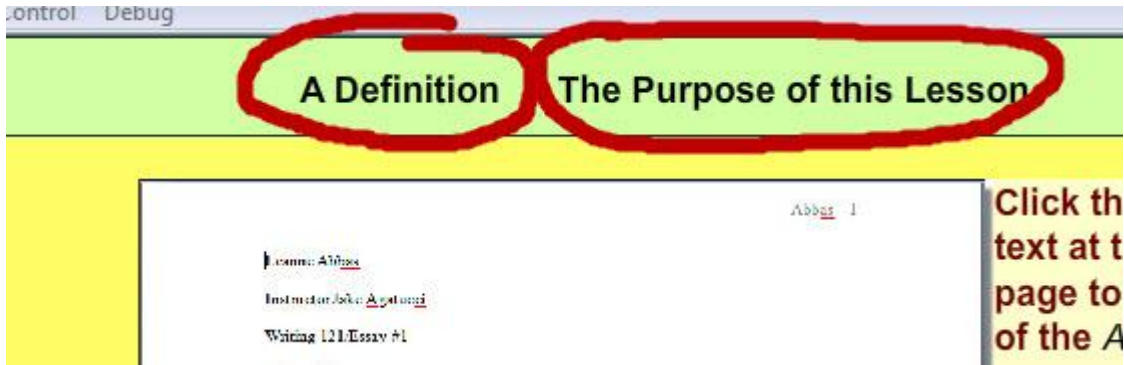 Control Debug
A Definition The Purpose of this Lesson
Abbas 1
Leanne Abbas
Instructor Jake Agatucci
Writing 121/Essay #1
Click th
text at t
page to
of the A